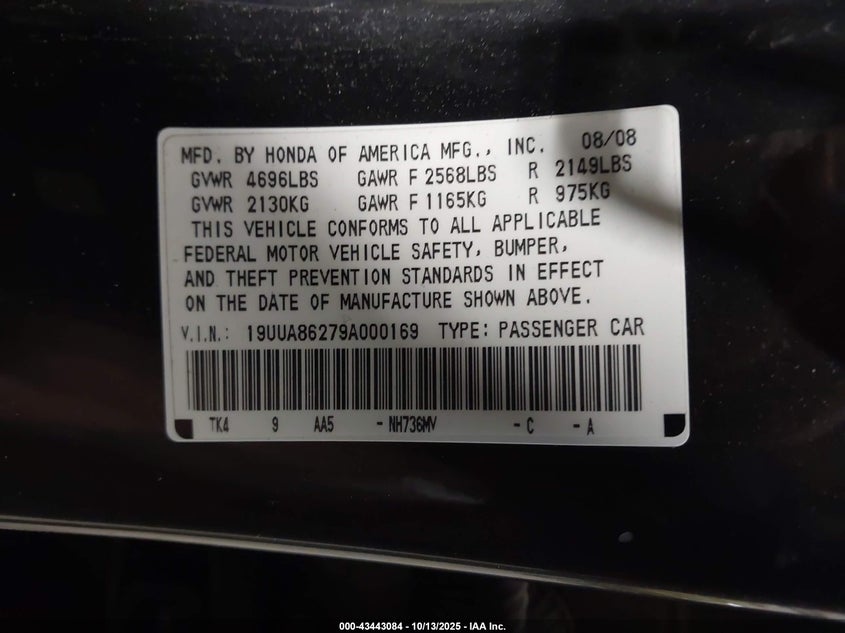 MFD. BY HONDA OF AMERICA MFG., INC. 08/08
GVWR 4696LBS GAWR F 2568LBS R 2149LBS
GVWR 2130KG GAWR F 1165KG R 975KG
THIS VEHICLE CONFORMS TO ALL APPLICABLE
FEDERAL MOTOR VEHICLE SAFETY, BUMPER,
AND THEFT PREVENTION STANDARDS IN EFFECT
ON THE DATE OF MANUFACTURE SHOWN ABOVE.
V.I.N.: 19UUA86279A000169 TYPE: PASSENGER CAR
TK4 9 AA5 - NH736MV - C - A
000-43443084 | 10/13/2025 - IAA Inc.